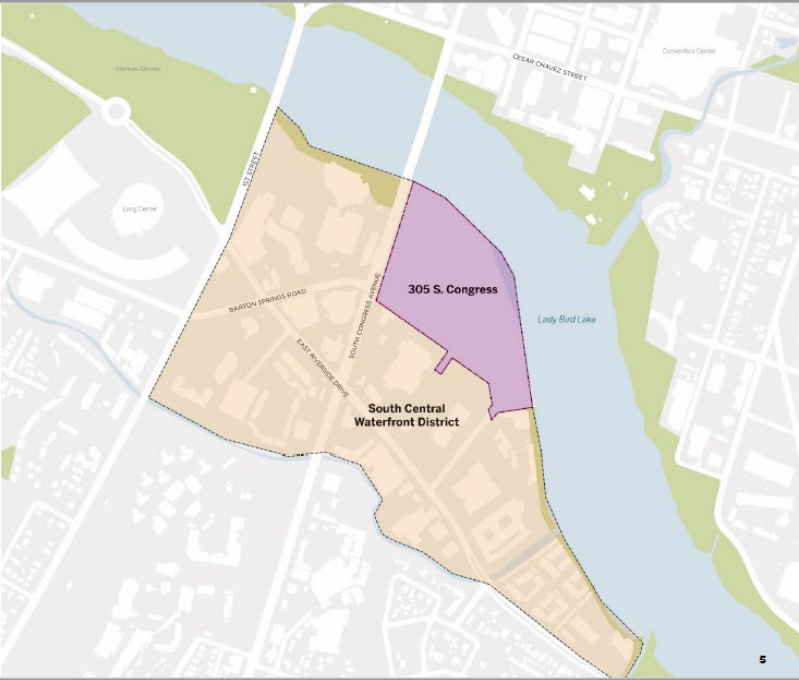 CESAR CHAVEZ STREET
Convention Center
1ST STREET
Long Center
305 S. Congress
BARTON SPRINGS ROAD
SOUTH CONGRESS AVENUE
Lady Bird Lake
EAST RIVERSIDE DRIVE
South Central
Waterfront District
5